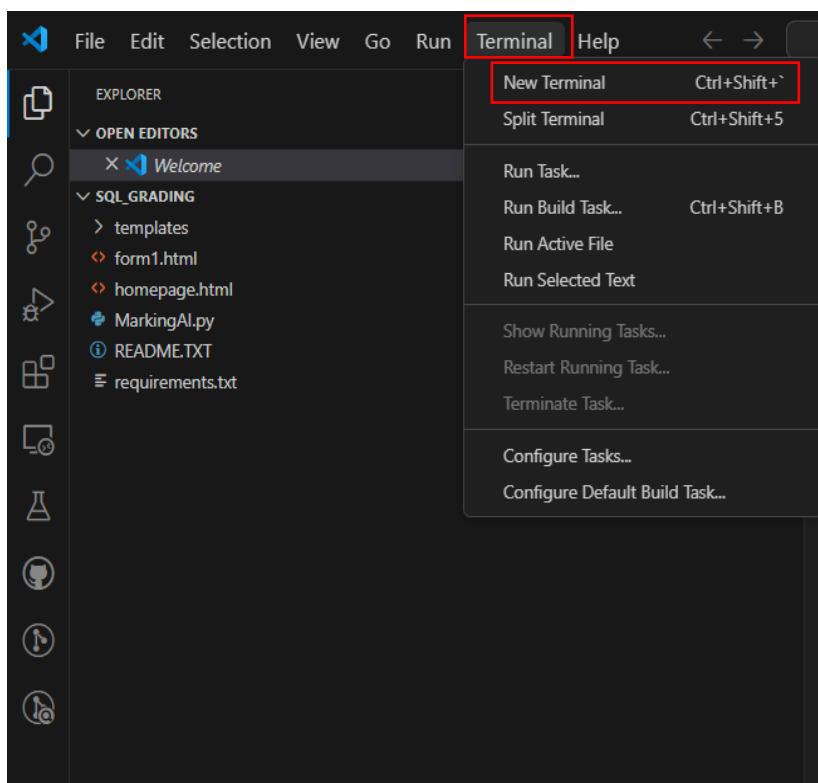 File Edit Selection View Go Run Terminal Help
New Terminal Ctrl+Shift+`
Split Terminal Ctrl+Shift+5
Run Task...
Run Build Task... Ctrl+Shift+B
Run Active File
Run Selected Text
Show Running Tasks...
Restart Running Task...
Terminate Task...
Configure Tasks...
Configure Default Build Task...
EXPLORER
OPEN EDITORS
Welcome
SQL_GRADING
templates
form1.html
homepage.html
MarkingAI.py
README.TXT
requirements.txt